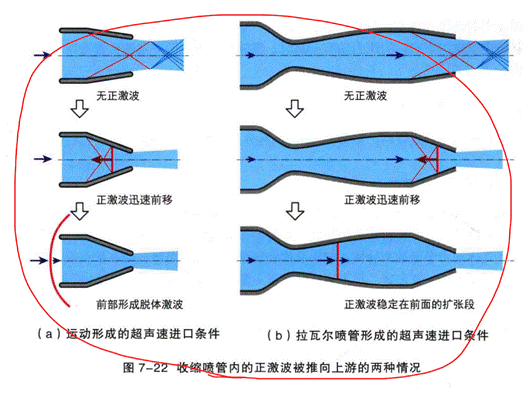 无正激波
无正激波
正激波迅速前移
正激波迅速前移
前部形成脱体激波
正激波稳定在前面的扩张段
(a)运动形成的超声速进口条件
(b)拉瓦尔喷管形成的超声速进口条件
图 7-22 收缩喷管内的正激波被推向上游的两种情况